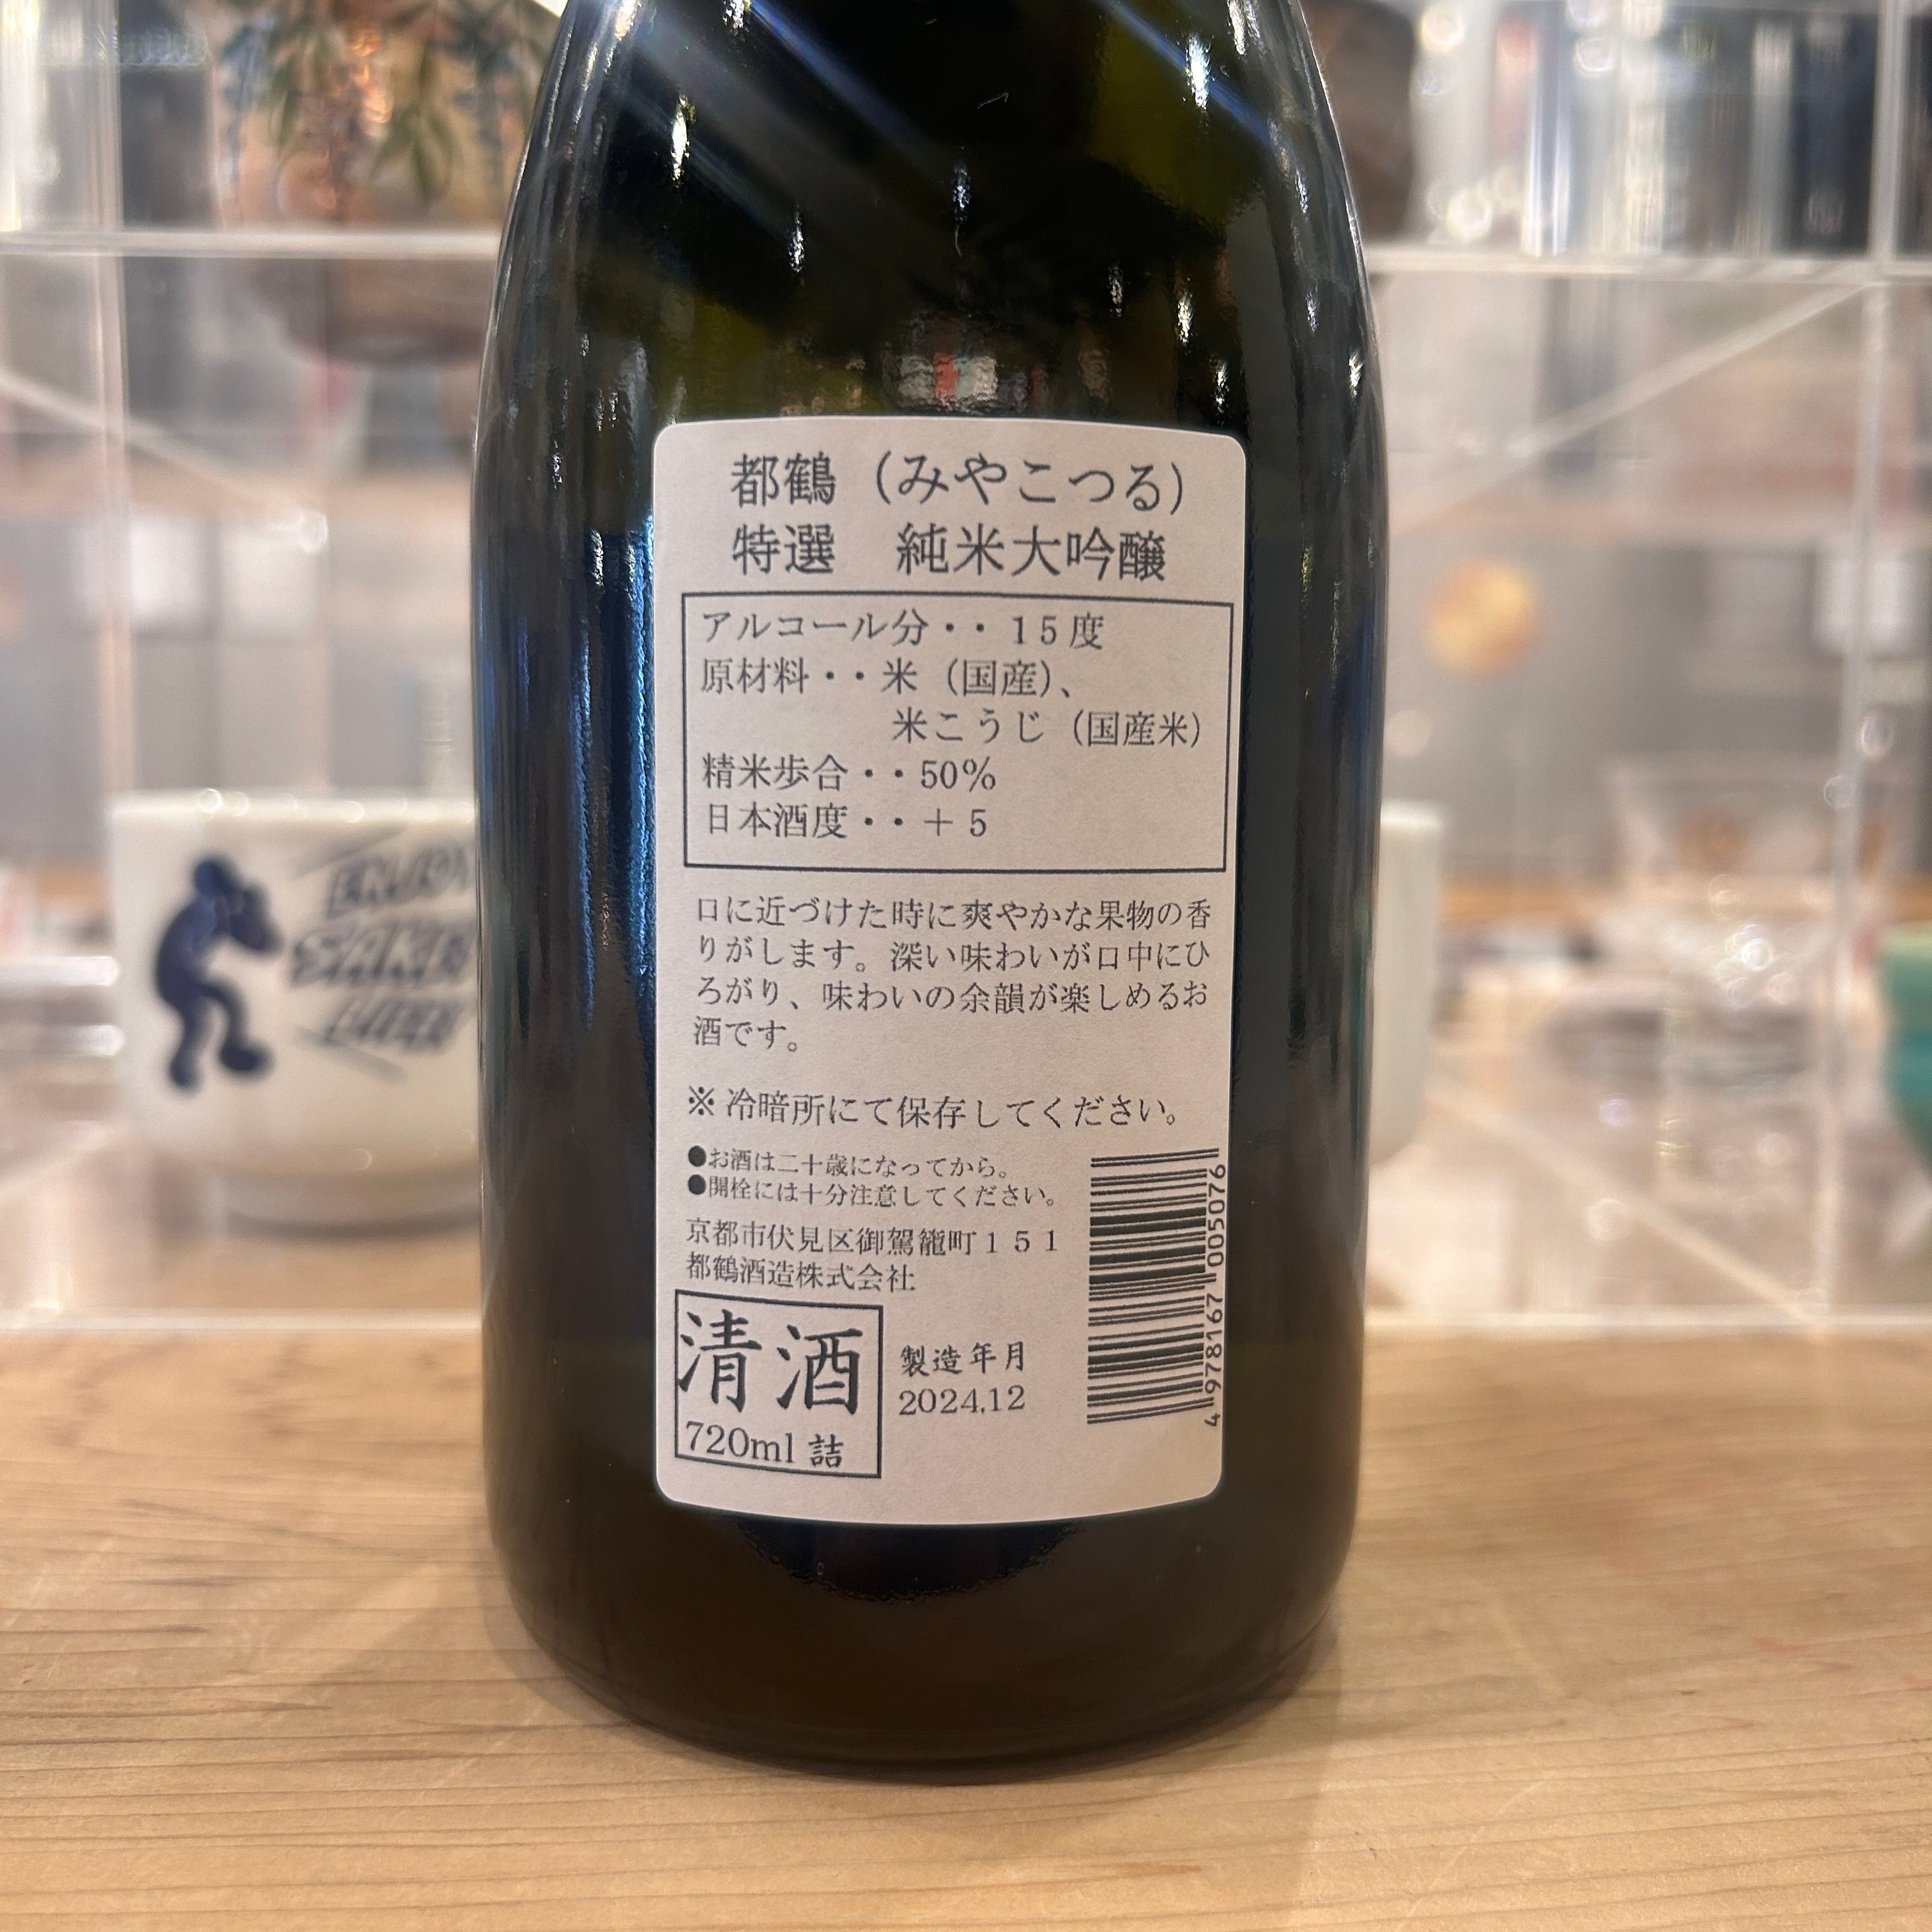 都鶴（みやこつる）
特選　純米大吟醸
アルコール分・・１５度
原材料・・米（国産）、
米こうじ（国産米）
精米歩合・・50％
日本酒度・・＋５
口に近づけた時に爽やかな果物の香
りがします。深い味わいが口中にひ
ろがり、味わいの余韻が楽しめるお
酒です。
※冷暗所にて保存してください。
●お酒は二十歳になってから。
●開栓には十分注意してください。
京都市伏見区御駕籠町１５１
都鶴酒造株式会社
清酒
720ml 詰
製造年月
2024.12
4 978167 005076
ENJOY